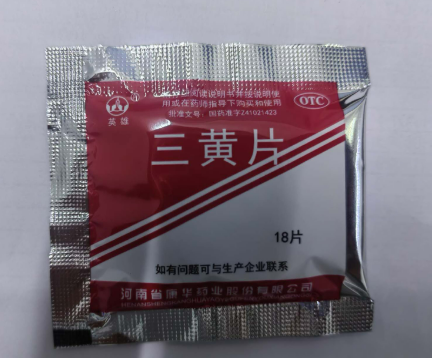 请仔细阅读说明书并按说明使
用或在药师指导下购买和使用
批准文号：国药准字Z41021423
OTC
英雄
三黄片
18片
如有问题可与生产企业联系
河南省康华药业股份有限公司